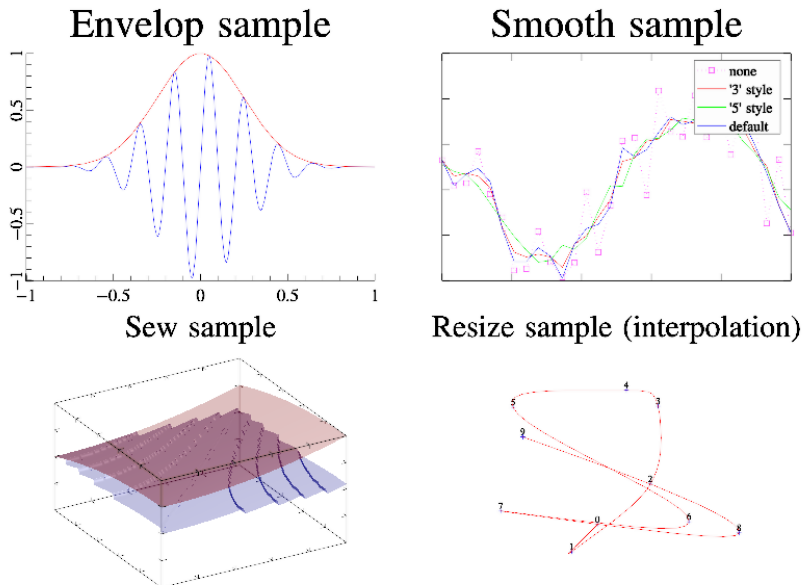 Envelop sample
Smooth sample
1
0.5
0
−0.5
−1
−1
−0.5
0
0.5
1
none
'3' style
'5' style
default
Sew sample
Resize sample (interpolation)
4
5
3
9
2
7
0
6
8
1